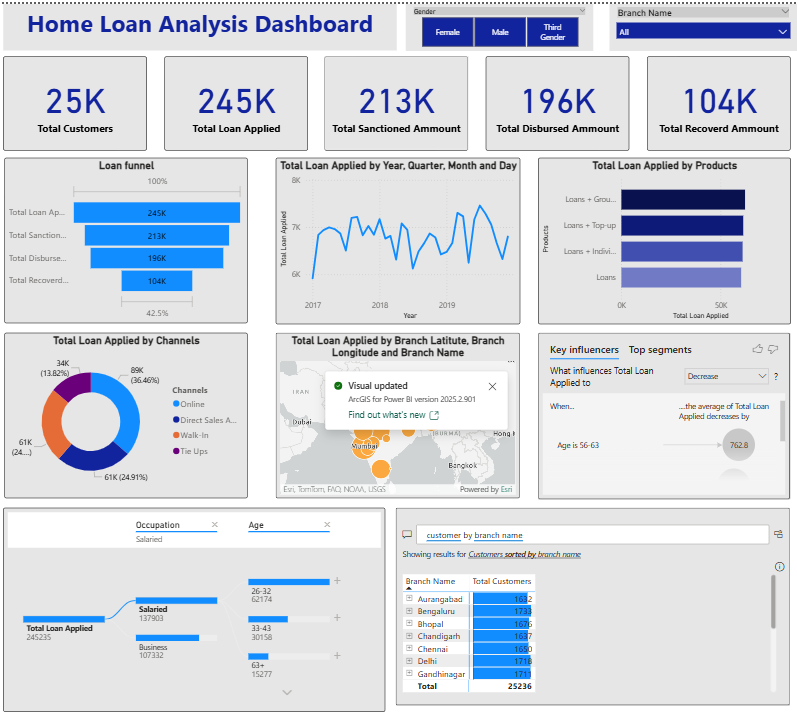 Home Loan Analysis Dashboard
Gender
Female
Male
Third
Gender
Branch Name
All
25K
Total Customers
245K
Total Loan Applied
213K
Total Sanctioned Ammount
196K
Total Disbursed Ammount
104K
Total Recoverd Ammount
Loan funnel
100%
Total Loan Ap... 245K
Total Sanction... 213K
Total Disburse... 196K
Total Recoverd... 104K
42.5%
Total Loan Applied by Year, Quarter, Month and Day
Total Loan Applied
8K
7K
6K
2017 2018 2019
Year
Total Loan Applied by Products
Products
Loans + Grou...
Loans + Top-up
Loans + Indivi...
Loans
0K 50K
Total Loan Applied
Total Loan Applied by Channels
34K
(13.82%)
89K
(36.46%)
61K
(24....)
61K (24.91%)
Channels
Online
Direct Sales A...
Walk-In
Tie Ups
Total Loan Applied by Branch Latitute, Branch
Longitude and Branch Name
IRAN
Dubai
Mumbai
Bangkok
Hong K
Visual updated
ArcGIS for Power BI version 2025.2.901
Find out what's new
Esri, TomTom, FAO, NOAA, USGS
Powered by Esri
Key influencers Top segments
What influences Total Loan
Applied to
Decrease
?
When...
...the average of Total Loan
Applied decreases by
Age is 56-63
762.8
Occupation
Salaried
Age
Total Loan Applied
245235
Salaried
137903
Business
107332
26-32
62174
33-43
30158
63+
15277
customer by branch name
Showing results for Customers sorted by branch name
Branch Name Total Customers
Aurangabad 1632
Bengaluru 1733
Bhopal 1676
Chandigarh 1637
Chennai 1650
Delhi 1718
Gandhinagar 1711
Total 25236